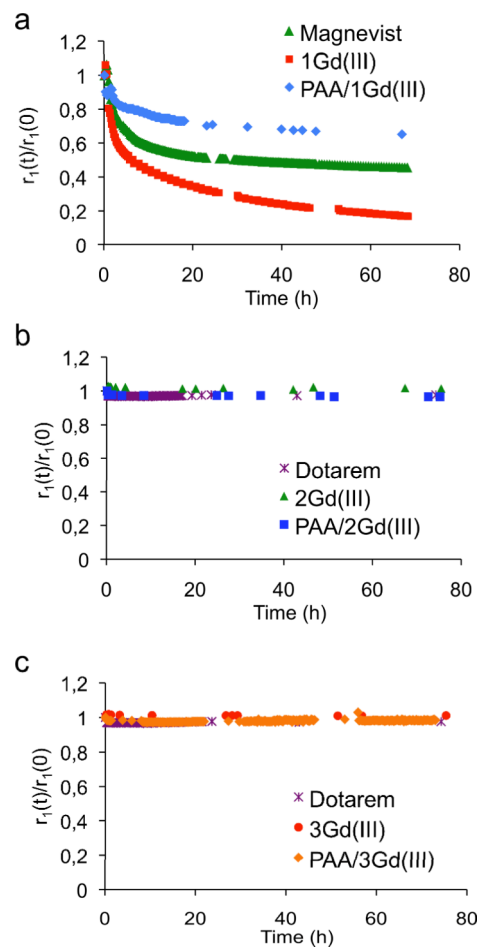 a
1,2
1
0,8
0,6
0,4
0,2
0
r₁(t)/r₁(0)
Magnevist
1Gd(III)
PAA/1Gd(III)
0
20
40
60
80
Time (h)
b
1,2
1
0,8
0,6
0,4
0,2
0
r₁(t)/r₁(0)
Dotarem
2Gd(III)
PAA/2Gd(III)
0
20
40
60
80
Time (h)
c
1,2
1
0,8
0,6
0,4
0,2
0
r₁(t)/r₁(0)
Dotarem
3Gd(III)
PAA/3Gd(III)
0
20
40
60
80
Time (h)